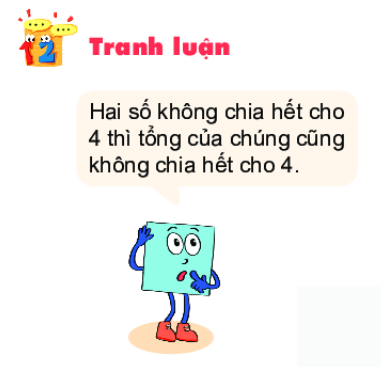 12
Tranh luận
Hai số không chia hết cho
4 thì tổng của chúng cũng
không chia hết cho 4.